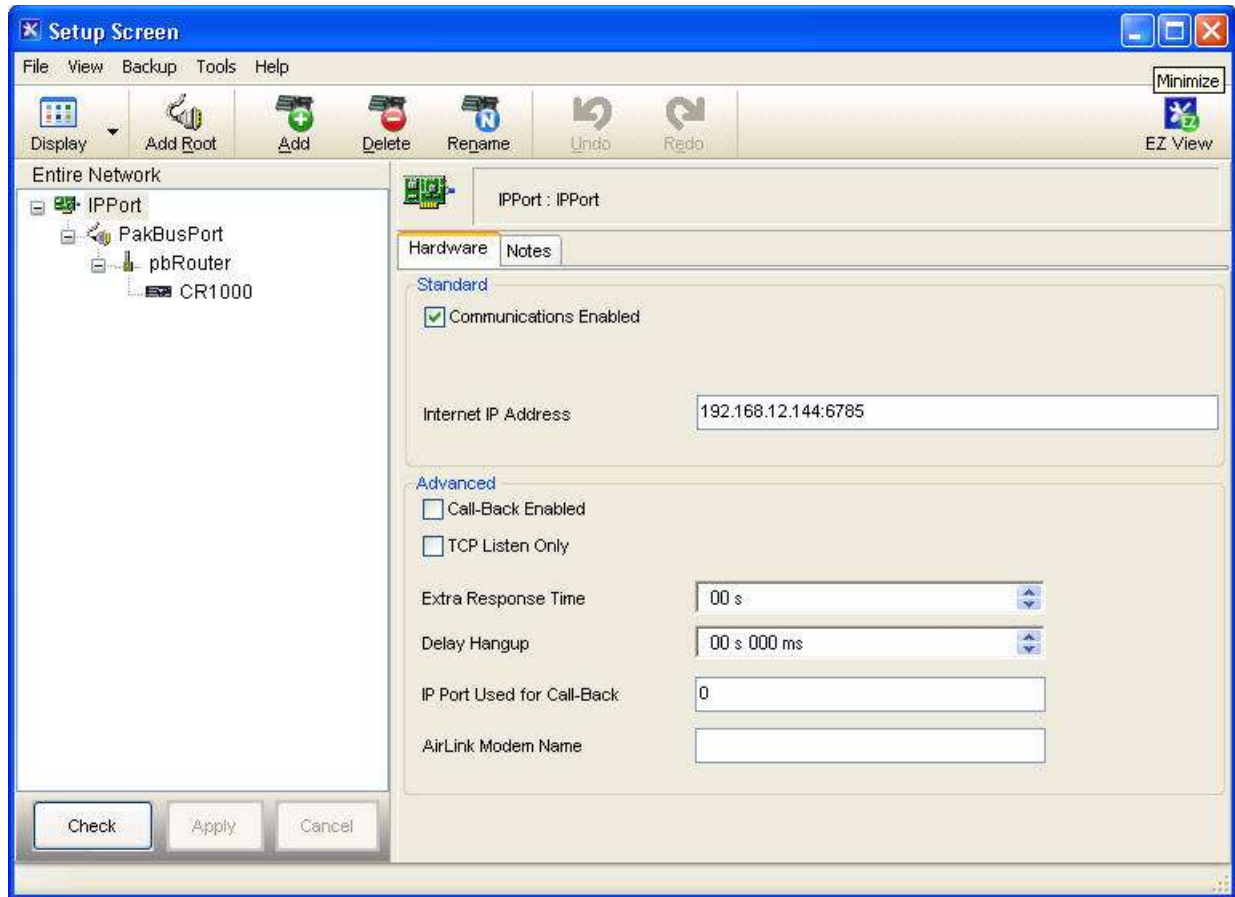 Setup Screen
File View Backup Tools Help
Minimize
Display Add Root Add Delete Rename Undo Redo EZ View
Entire Network
IPPort
PakBusPort
pbRouter
CR1000
IPPort : IPPort
Hardware Notes
Standard
Communications Enabled
Internet IP Address 192.168.12.144:6785
Advanced
Call-Back Enabled
TCP Listen Only
Extra Response Time 00 s
Delay Hangup 00 s 000 ms
IP Port Used for Call-Back 0
AirLink Modem Name
Check Apply Cancel